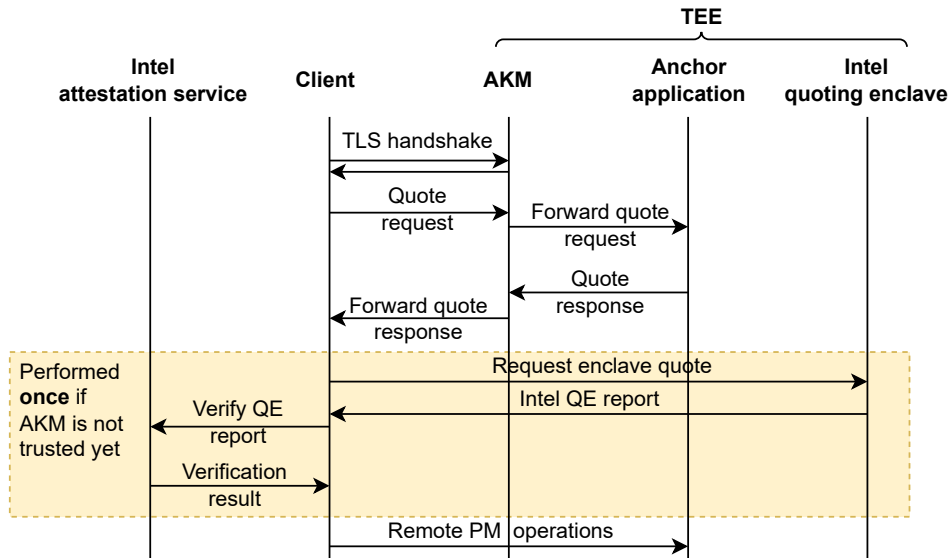 TEE
Intel
attestation service
Client
AKM
Anchor
application
Intel
quoting enclave
TLS handshake
Quote
request
Forward quote
request
Quote
response
Forward quote
response
Performed
once if
AKM is not
trusted yet
Request enclave quote
Intel QE report
Verify QE
report
Verification
result
Remote PM operations